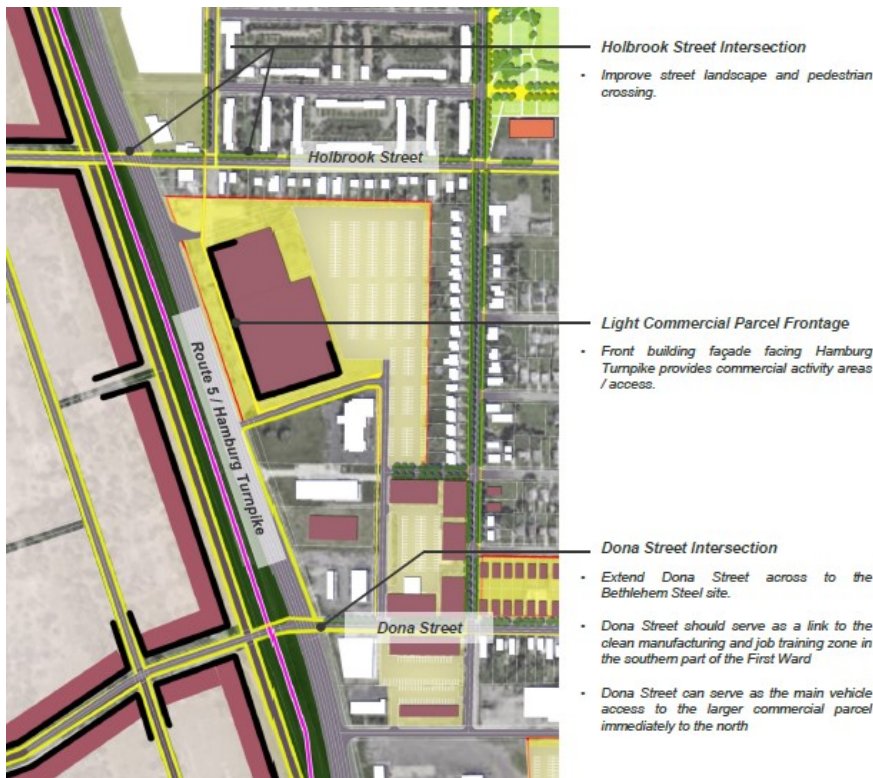 Holbrook Street Intersection
• Improve street landscape and pedestrian
crossing.
Holbrook Street
Light Commercial Parcel Frontage
• Front building façade facing Hamburg
Turnpike provides commercial activity areas
/ access.
Route 5 / Hamburg Turnpike
Dona Street Intersection
• Extend Dona Street across to the
Bethlehem Steel site.
• Dona Street should serve as a link to the
clean manufacturing and job training zone in
the southern part of the First Ward
• Dona Street can serve as the main vehicle
access to the larger commercial parcel
immediately to the north
Dona Street